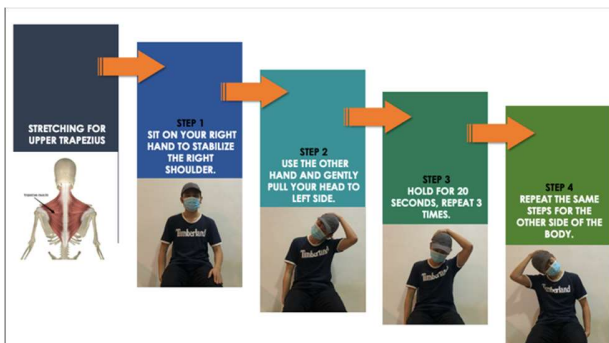 STRETCHING FOR
UPPER TRAPEZIUS
STEP 1
SIT ON YOUR RIGHT
HAND TO STABILIZE
THE RIGHT
SHOULDER.
Timberland
STEP 2
USE THE OTHER
HAND AND GENTLY
PULL YOUR HEAD TO
LEFT SIDE.
Timberland
STEP 3
HOLD FOR 20
SECONDS, REPEAT 3
TIMES.
Timberland
STEP 4
REPEAT THE SAME
STEPS FOR THE
OTHER SIDE OF THE
BODY.
Timberland